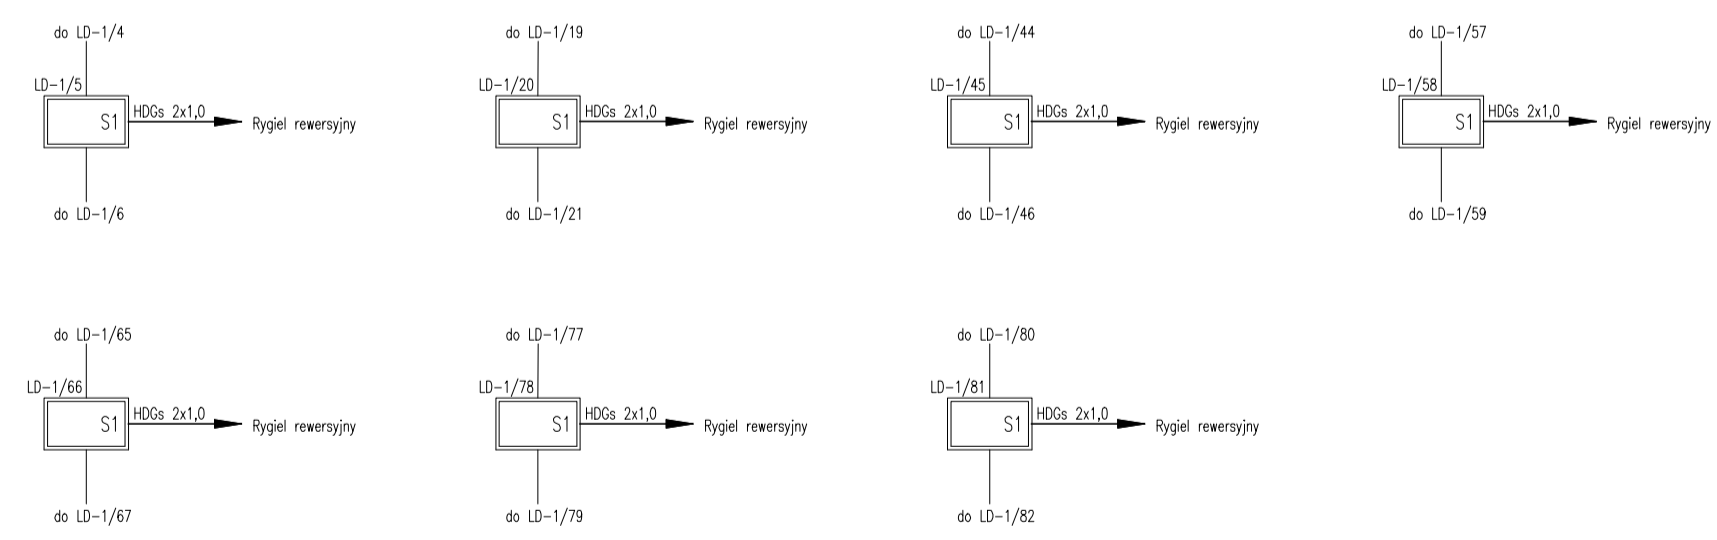 do LD-1/4
LD-1/5
S1
HDGs 2x1,0
Rygiel rewersyjny
do LD-1/6
do LD-1/19
LD-1/20
S1
HDGs 2x1,0
Rygiel rewersyjny
do LD-1/21
do LD-1/44
LD-1/45
S1
HDGs 2x1,0
Rygiel rewersyjny
do LD-1/46
do LD-1/57
LD-1/58
S1
HDGs 2x1,0
Rygiel rewersyjny
do LD-1/59
do LD-1/65
LD-1/66
S1
HDGs 2x1,0
Rygiel rewersyjny
do LD-1/67
do LD-1/77
LD-1/78
S1
HDGs 2x1,0
Rygiel rewersyjny
do LD-1/79
do LD-1/80
LD-1/81
S1
HDGs 2x1,0
Rygiel rewersyjny
do LD-1/82